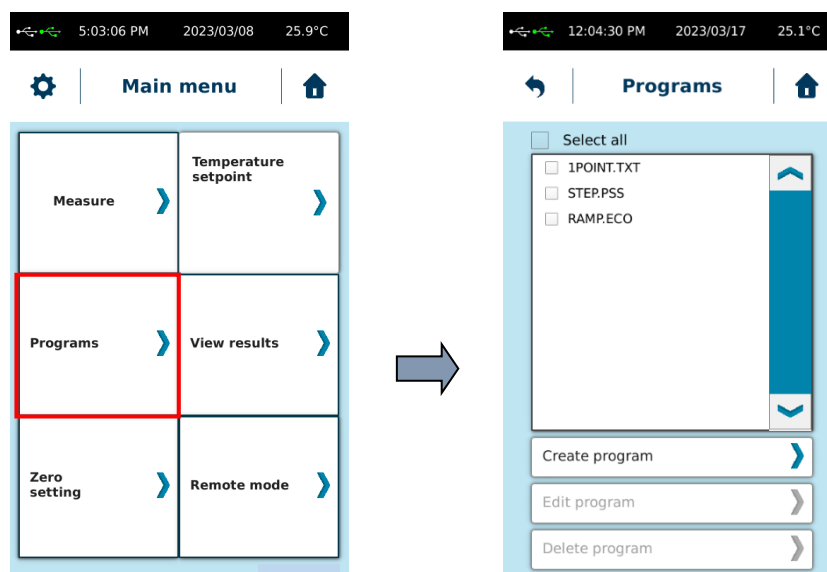 5:03:06 PM 2023/03/08 25.9°C
Main menu
Measure
Temperature
setpoint
Programs
View results
Zero
setting
Remote mode
12:04:30 PM 2023/03/17 25.1°C
Programs
Select all
1POINT.TXT
STEP.PSS
RAMP.ECO
Create program
Edit program
Delete program